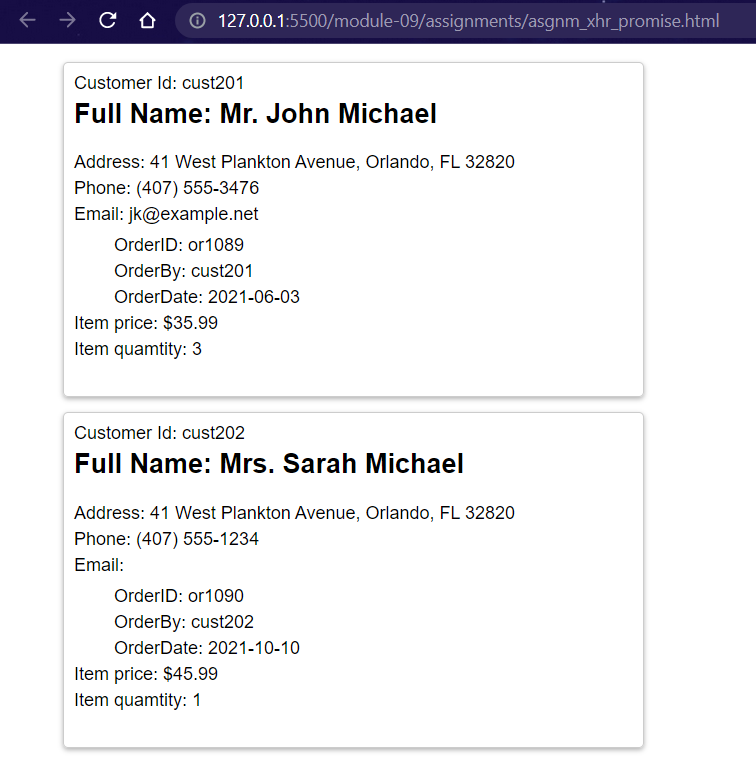 127.0.0.1:5500/module-09/assignments/asgnm_xhr_promise.html
Customer Id: cust201
Full Name: Mr. John Michael
Address: 41 West Plankton Avenue, Orlando, FL 32820
Phone: (407) 555-3476
Email: jk@example.net
OrderID: or1089
OrderBy: cust201
OrderDate: 2021-06-03
Item price: $35.99
Item quamtity: 3
Customer Id: cust202
Full Name: Mrs. Sarah Michael
Address: 41 West Plankton Avenue, Orlando, FL 32820
Phone: (407) 555-1234
Email:
OrderID: or1090
OrderBy: cust202
OrderDate: 2021-10-10
Item price: $45.99
Item quamtity: 1